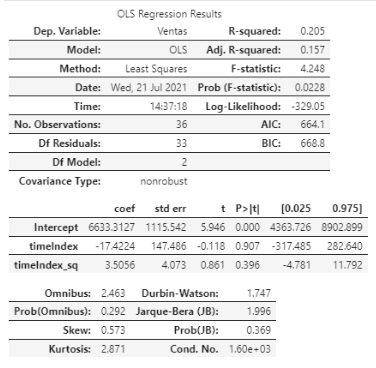 OLS Regression Results
Dep. Variable: Ventas R-squared: 0.205
Model: OLS Adj. R-squared: 0.157
Method: Least Squares F-statistic: 4.248
Date: Wed, 21 Jul 2021 Prob (F-statistic): 0.0228
Time: 14:37:18 Log-Likelihood: -329.05
No. Observations: 36 AIC: 664.1
Df Residuals: 33 BIC: 668.8
Df Model: 2
Covariance Type: nonrobust
coef std err t P>|t| [0.025 0.975]
Intercept 6633.3127 1115.542 5.946 0.000 4363.726 8902.899
timeIndex -17.4224 147.486 -0.118 0.907 -317.485 282.640
timeIndex_sq 3.5056 4.073 0.861 0.396 -4.781 11.792
Omnibus: 2.463 Durbin-Watson: 1.747
Prob(Omnibus): 0.292 Jarque-Bera (JB): 1.996
Skew: 0.573 Prob(JB): 0.369
Kurtosis: 2.871 Cond. No. 1.60e+03